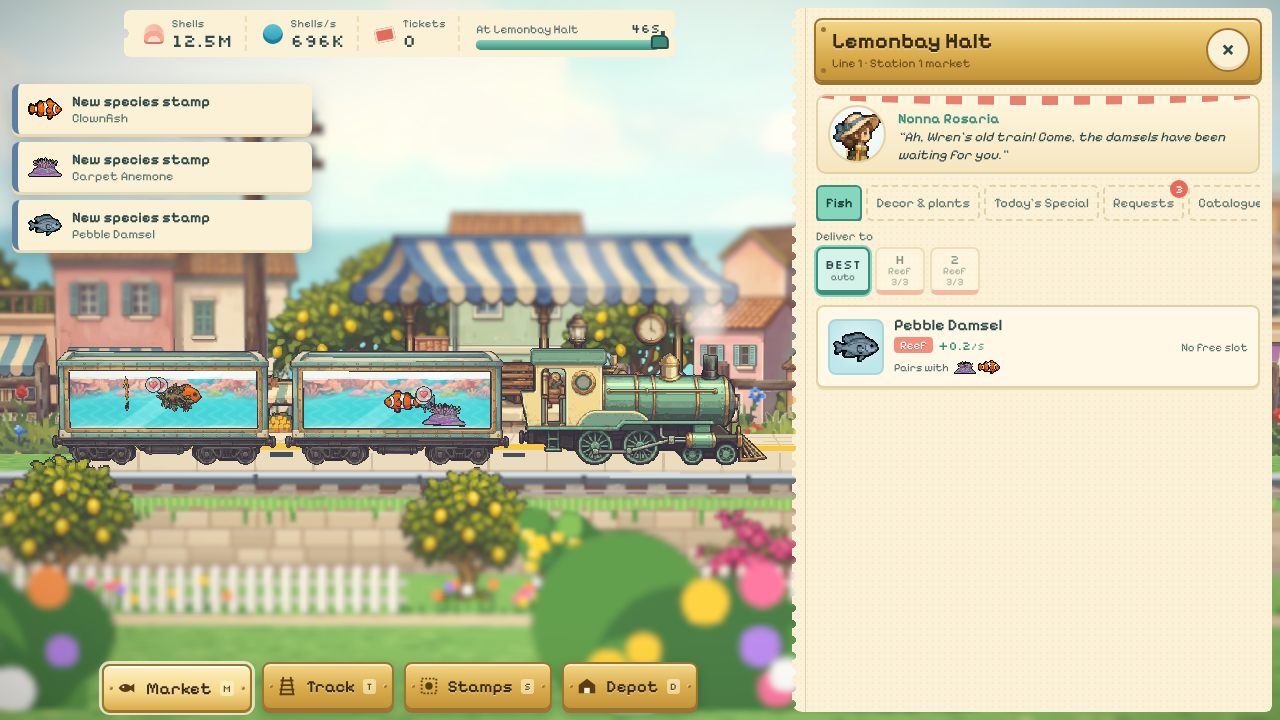 Shells
12.5M
Shells/s
696K
Tickets
0
At Lemonbay Halt
46s
New species stamp
Clownfish
New species stamp
Carpet Anemone
New species stamp
Pebble Damsel
Lemonbay Halt
Line 1 · Station 1 market
×
Nonna Rosaria
"Ah, Wren's old train! Come, the damsels have been
waiting for you."
Fish
Decor & plants
Today's Special
Requests
3
Catalogue
Deliver to
BEST
auto
H
Reef
3/3
2
Reef
3/3
Pebble Damsel
Reef +0.2/s
Pairs with
No free slot
Market M
Track T
Stamps S
Depot D